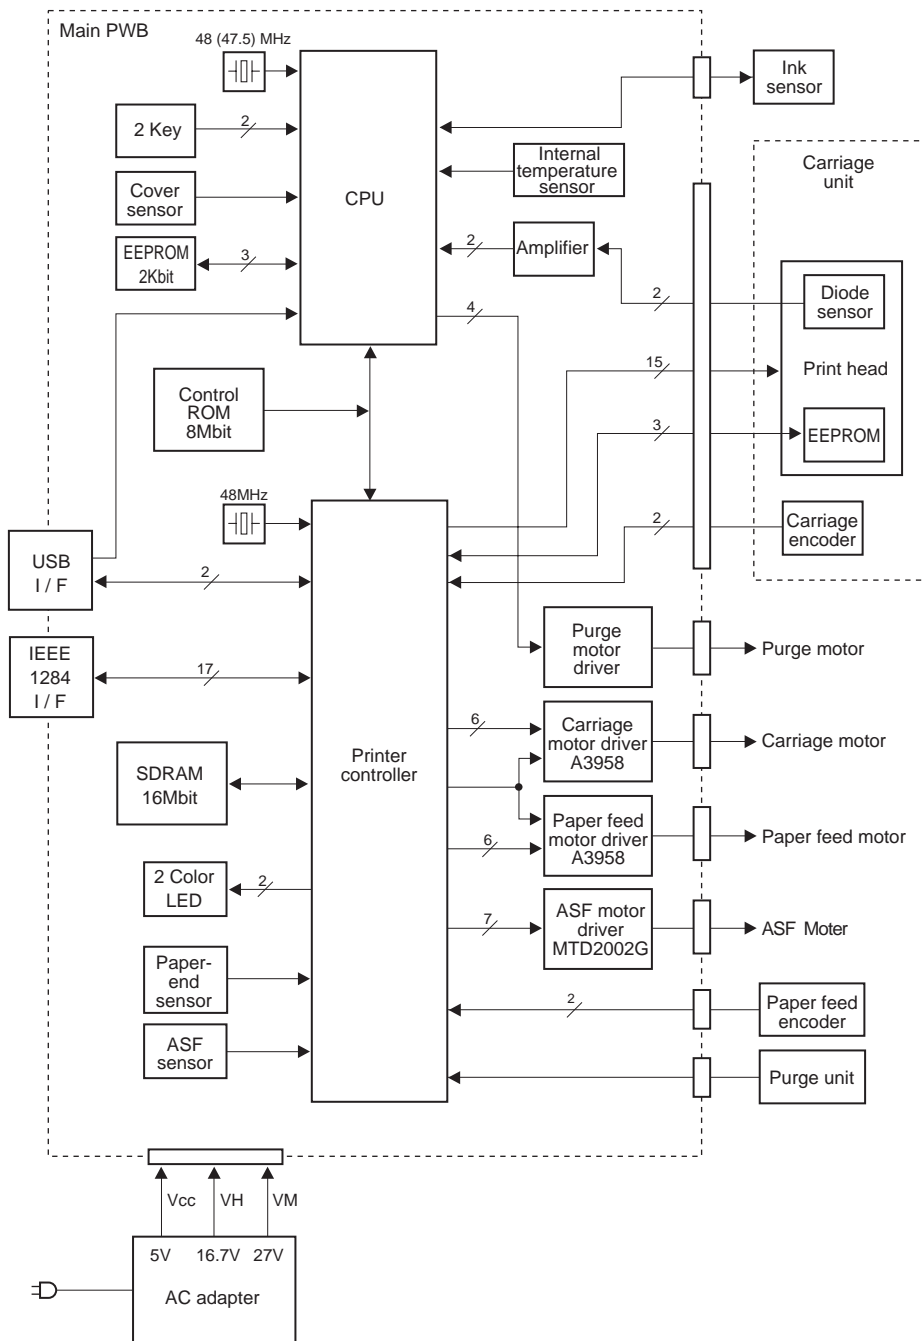 Main PWB
48 (47.5) MHz
Ink
sensor
2 Key
2
Internal
temperature
sensor
Carriage
unit
Cover
sensor
CPU
EEPROM
2Kbit
3
2
Amplifier
2
Diode
sensor
4
15
Print head
Control
ROM
8Mbit
3
EEPROM
48MHz
2
Carriage
encoder
USB
I / F
2
IEEE
1284
I / F
17
Purge
motor
driver
Purge motor
6
Carriage
motor driver
A3958
Carriage motor
Printer
controller
SDRAM
16Mbit
6
Paper feed
motor driver
A3958
Paper feed motor
2 Color
LED
2
7
ASF motor
driver
MTD2002G
ASF Moter
Paper-
end
sensor
2
Paper feed
encoder
ASF
sensor
Purge unit
Vcc
VH
VM
5V
16.7V
27V
AC adapter